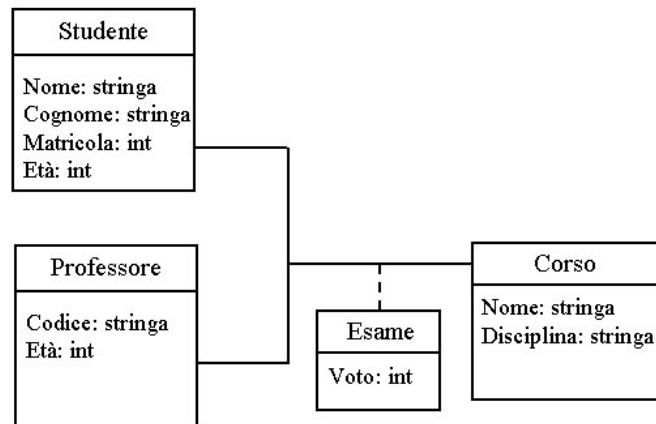 Studente
Nome: stringa
Cognome: stringa
Matricola: int
Età: int
Professore
Codice: stringa
Età: int
Esame
Voto: int
Corso
Nome: stringa
Disciplina: stringa